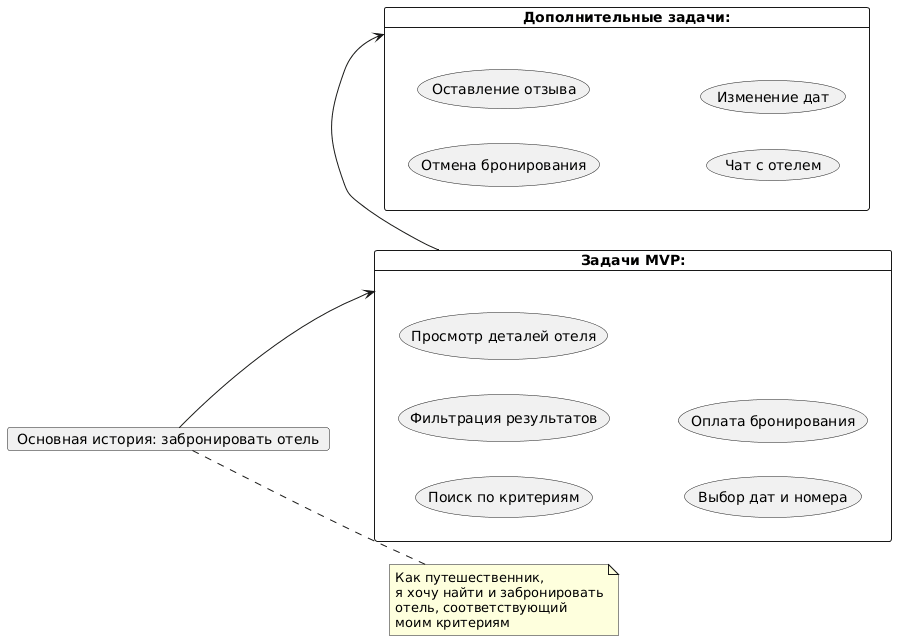 Дополнительные задачи:
Оставление отзыва
Изменение дат
Отмена бронирования
Чат с отелем
Задачи MVP:
Просмотр деталей отеля
Фильтрация результатов
Оплата бронирования
Основная история: забронировать отель
Поиск по критериям
Выбор дат и номера
Как путешественник,
я хочу найти и забронировать
отель, соответствующий
моим критериям